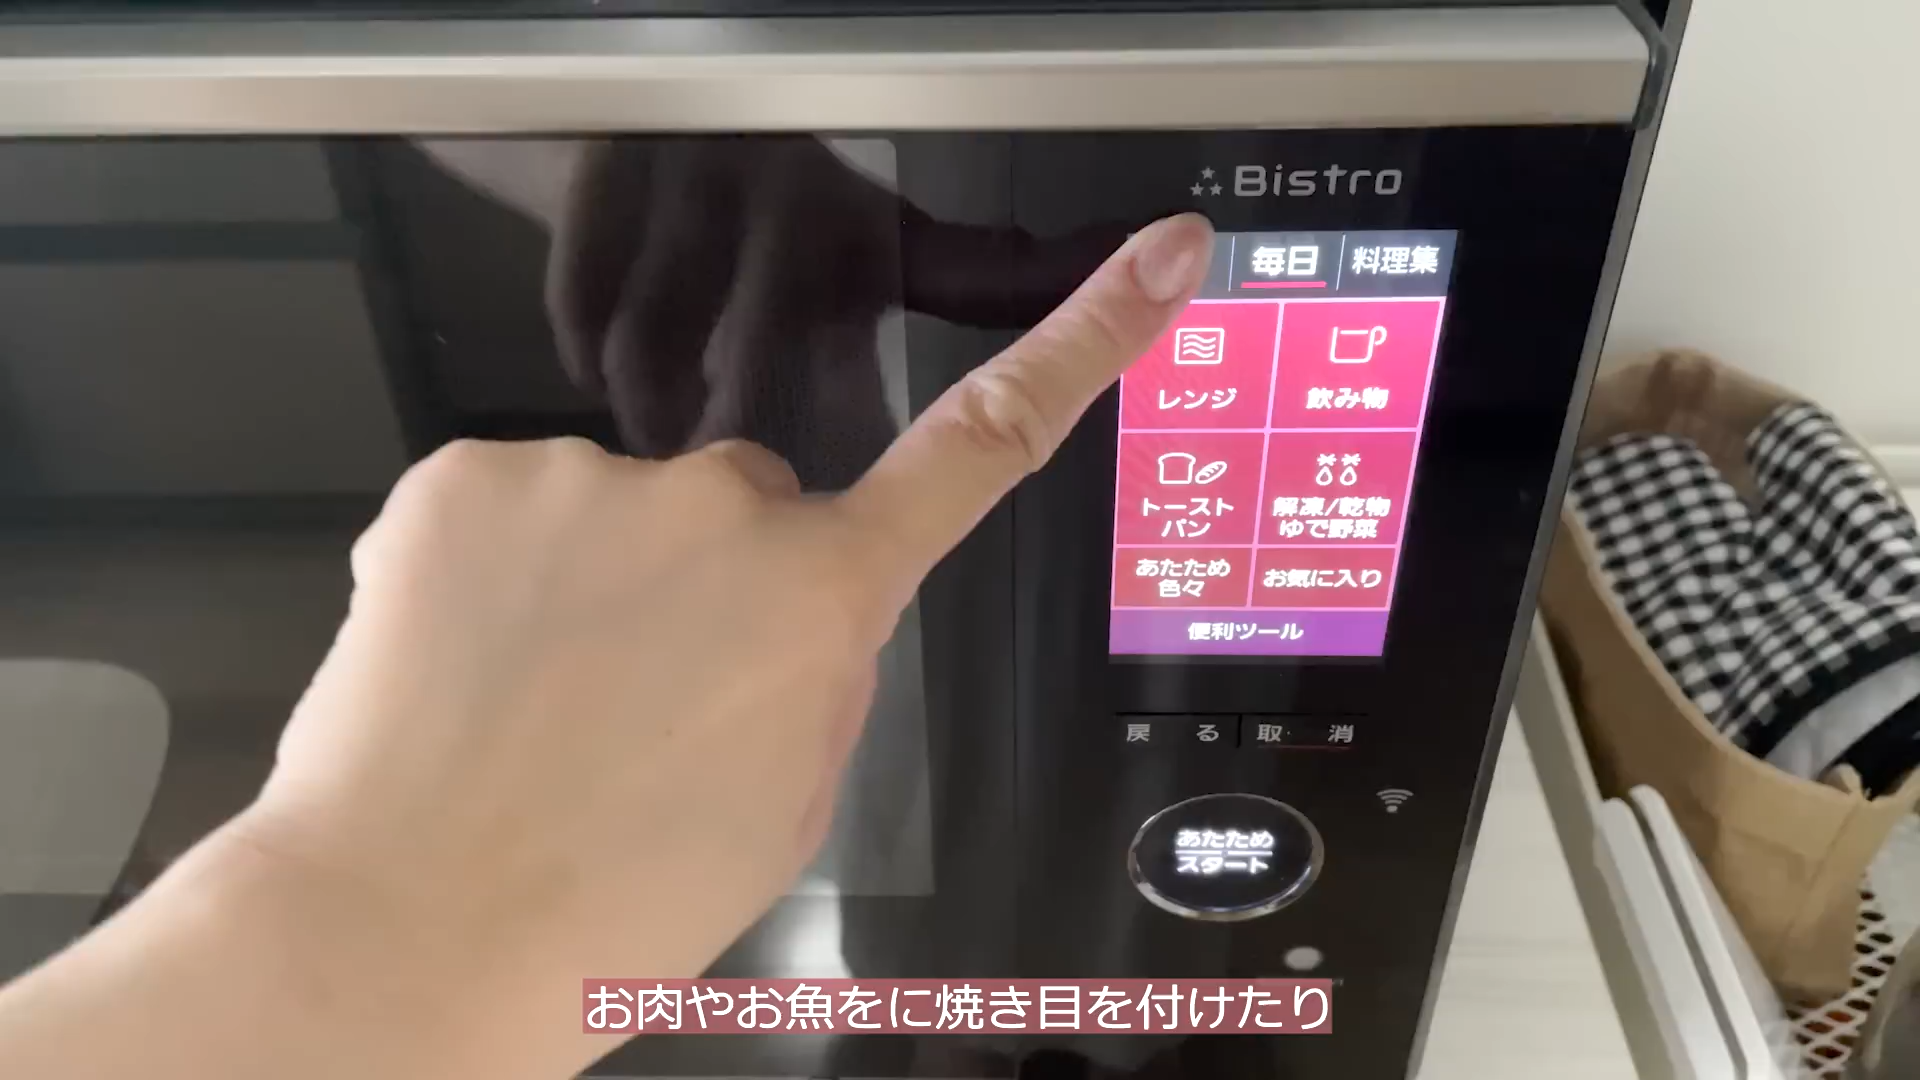 Bistro
毎日
料理集
レンジ
飲み物
トースト
パン
解凍/乾物
ゆで野菜
あたため
色々
お気に入り
便利ツール
戻る
取消
あたため
スタート
お肉やお魚をに焼き目を付けたり